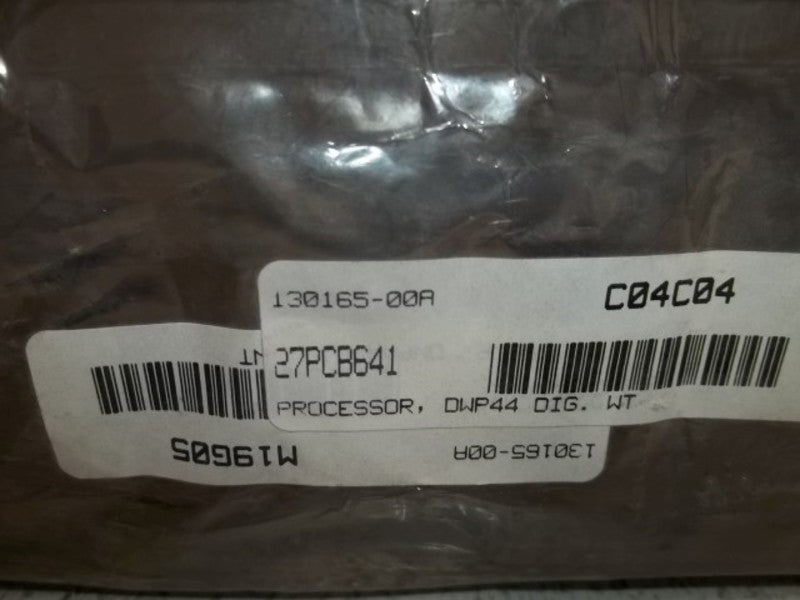 130165-00A C04C04
27PCB641
PROCESSOR, DWP44 DIG. WT
130165-00A M19605